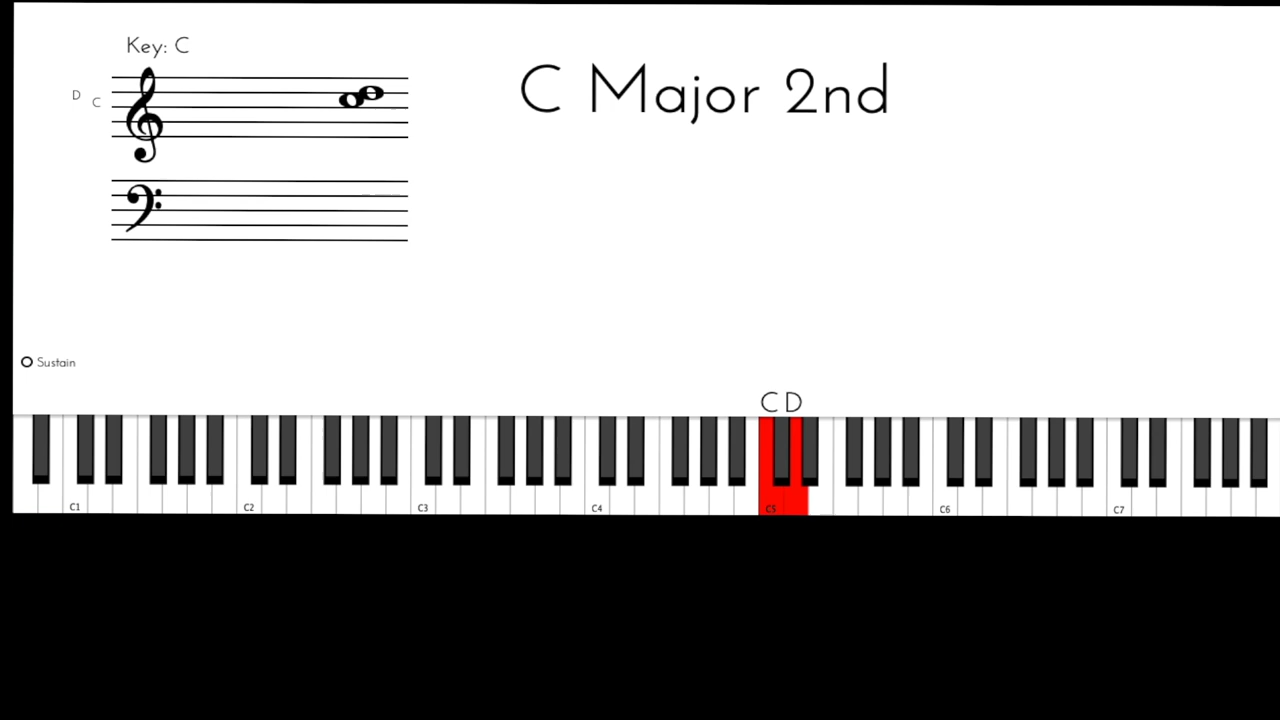 Key: C
C Major 2nd
D C
Sustain
C D
C1 C2 C3 C4 C5 C6 C7